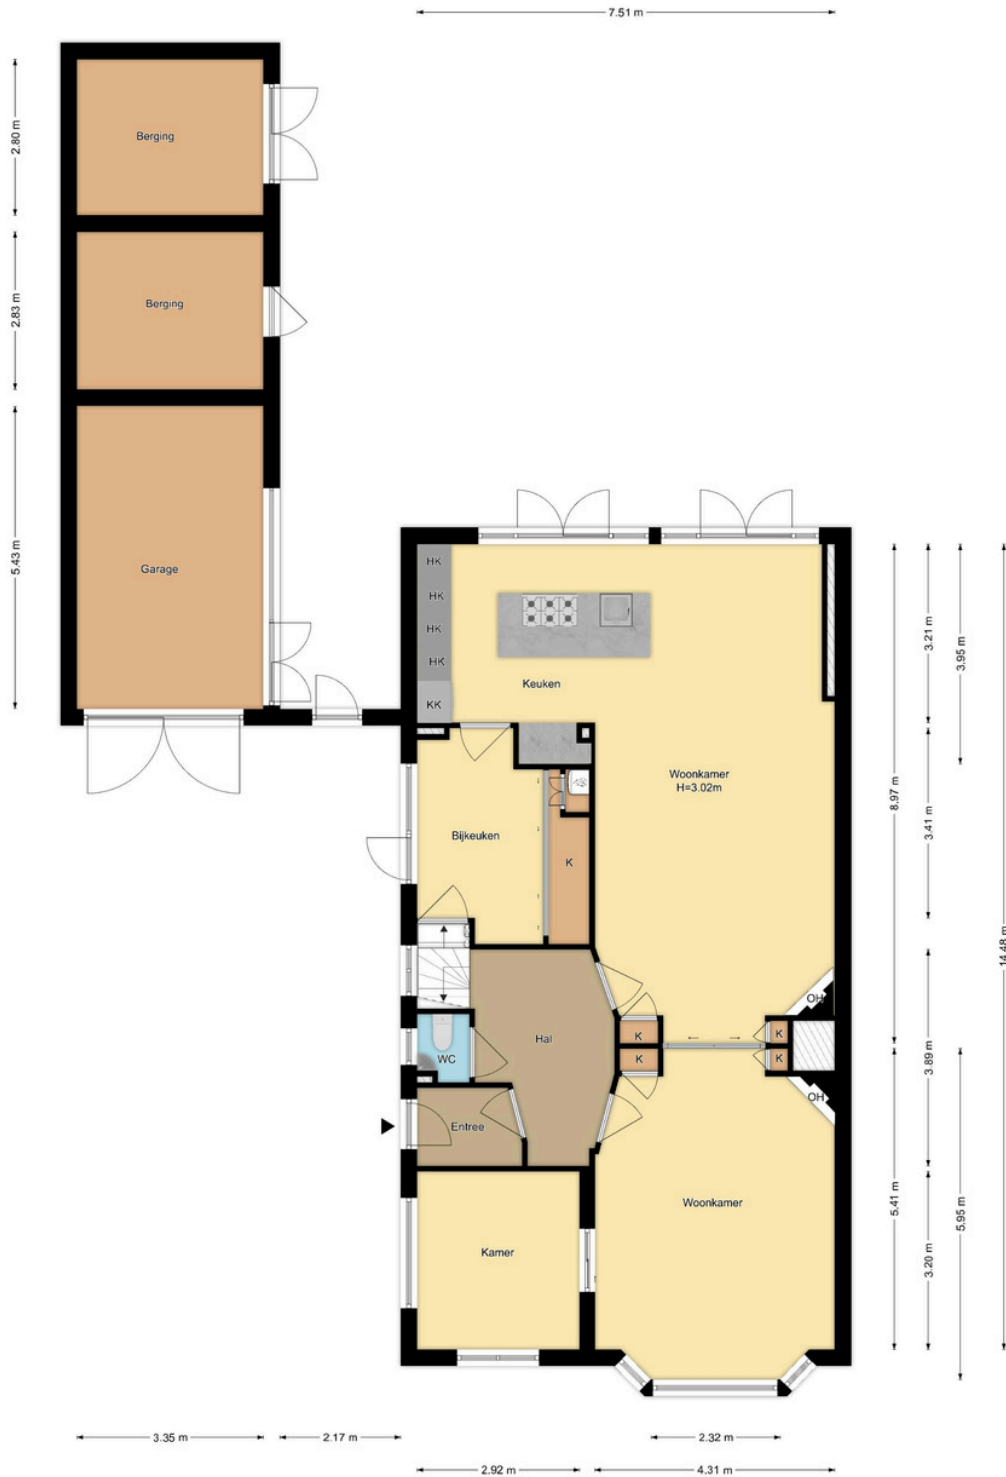 7.51 m
2.80 m
Berging
2.83 m
Berging
5.43 m
Garage
HK
HK
HK
HK
KK
Keuken
3.21 m
3.95 m
Woonkamer
H=3.02m
8.97 m
3.41 m
Bijkeuken
K
14.48 m
OH
K
K
K
K
Hal
WC
3.89 m
OH
Entree
5.41 m
5.95 m
3.20 m
Woonkamer
Kamer
3.35 m
2.17 m
2.32 m
2.92 m
4.31 m